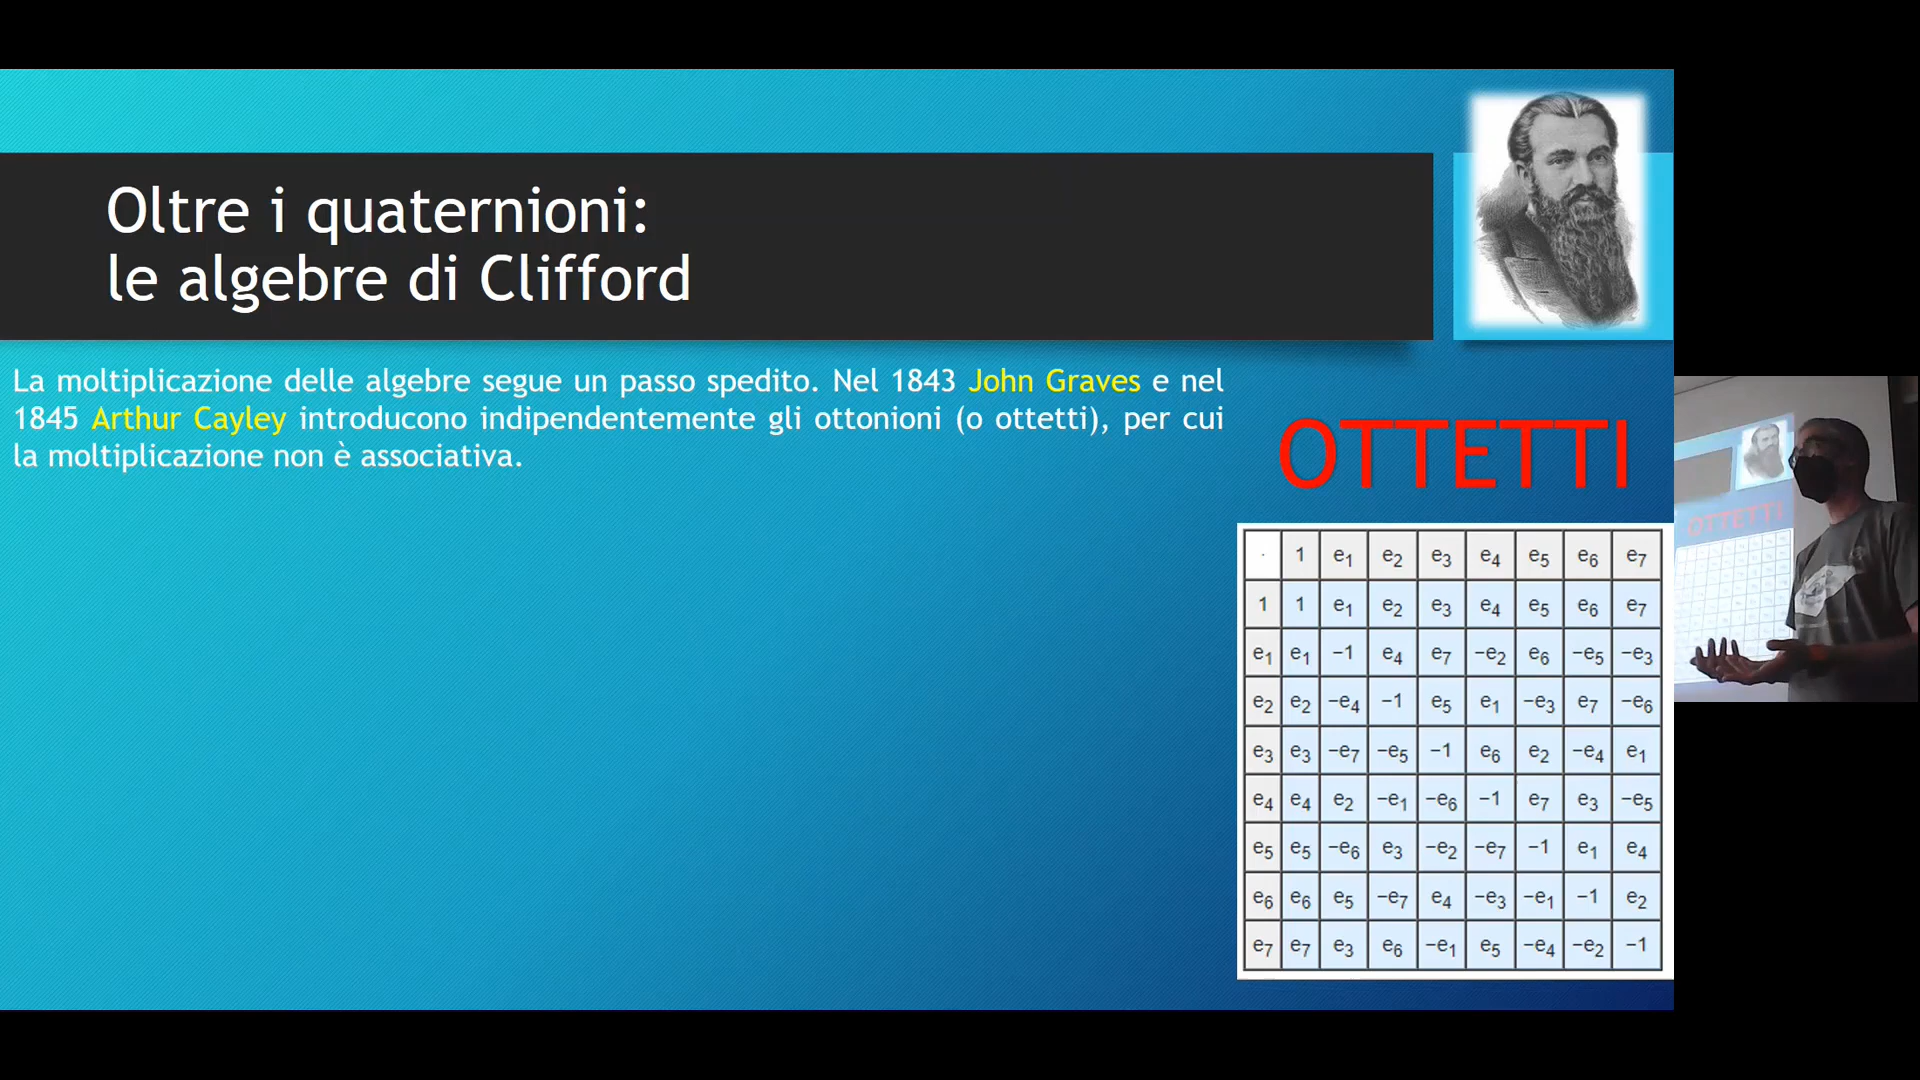 Oltre i quaternioni:
le algebre di Clifford
La moltiplicazione delle algebre segue un passo spedito. Nel 1843 John Graves e nel
1845 Arthur Cayley introducono indipendentemente gli ottonioni (o ottetti), per cui
la moltiplicazione non è associativa.
OTTETTI
· 1 e₁ e₂ e₃ e₄ e₅ e₆ e₇
1 1 e₁ e₂ e₃ e₄ e₅ e₆ e₇
e₁ e₁ −1 e₄ e₇ −e₂ e₆ −e₅ −e₃
e₂ e₂ −e₄ −1 e₅ e₁ −e₃ e₇ −e₆
e₃ e₃ −e₇ −e₅ −1 e₆ e₂ −e₄ e₁
e₄ e₄ e₂ −e₁ −e₆ −1 e₇ e₃ −e₅
e₅ e₅ −e₆ e₃ −e₂ −e₇ −1 e₁ e₄
e₆ e₆ e₅ −e₇ e₄ −e₃ −e₁ −1 e₂
e₇ e₇ e₃ e₆ −e₁ e₅ −e₄ −e₂ −1
OTTETTI